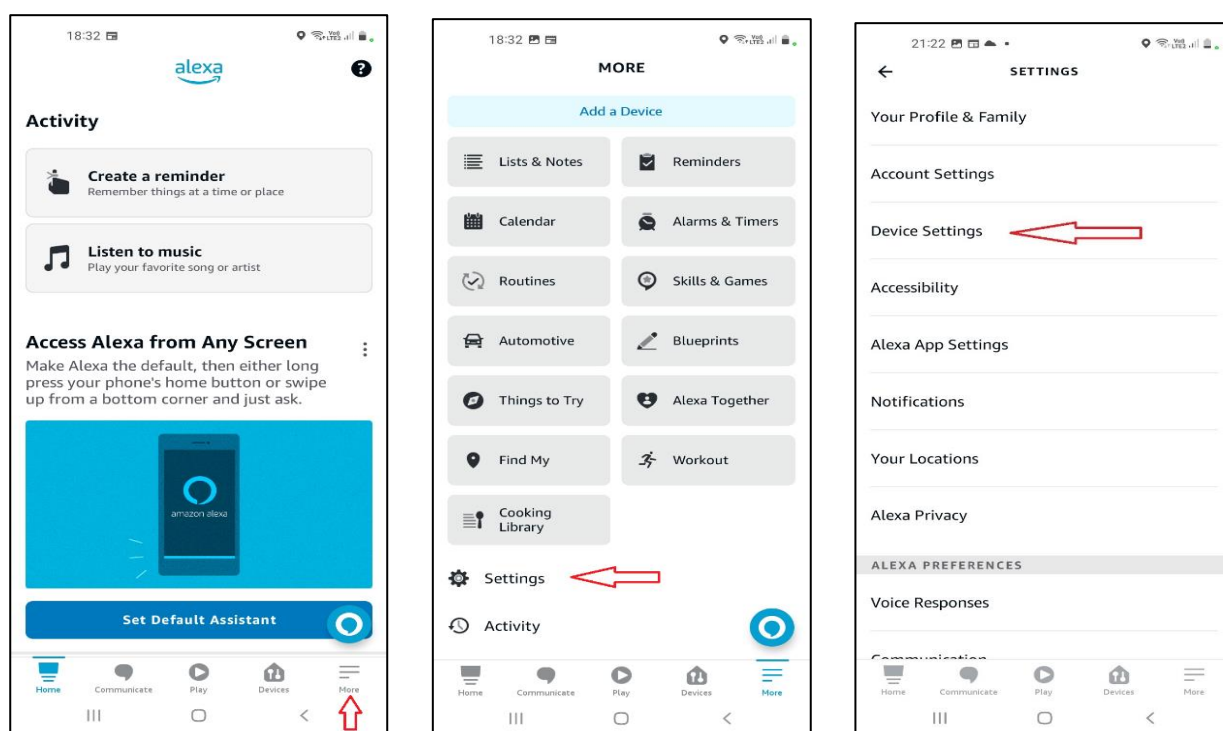 18:32
alexa
?
Activity
Create a reminder
Remember things at a time or place
Listen to music
Play your favorite song or artist
Access Alexa from Any Screen
Make Alexa the default, then either long
press your phone's home button or swipe
up from a bottom corner and just ask.
amazon alexa
Set Default Assistant
Home Communicate Play Devices More
18:32
MORE
Add a Device
Lists & Notes Reminders
Calendar Alarms & Timers
Routines Skills & Games
Automotive Blueprints
Things to Try Alexa Together
Find My Workout
Cooking
Library
Settings
Activity
Home Communicate Play Devices More
21:22
SETTINGS
Your Profile & Family
Account Settings
Device Settings
Accessibility
Alexa App Settings
Notifications
Your Locations
Alexa Privacy
ALEXA PREFERENCES
Voice Responses
Communication
Home Communicate Play Devices More